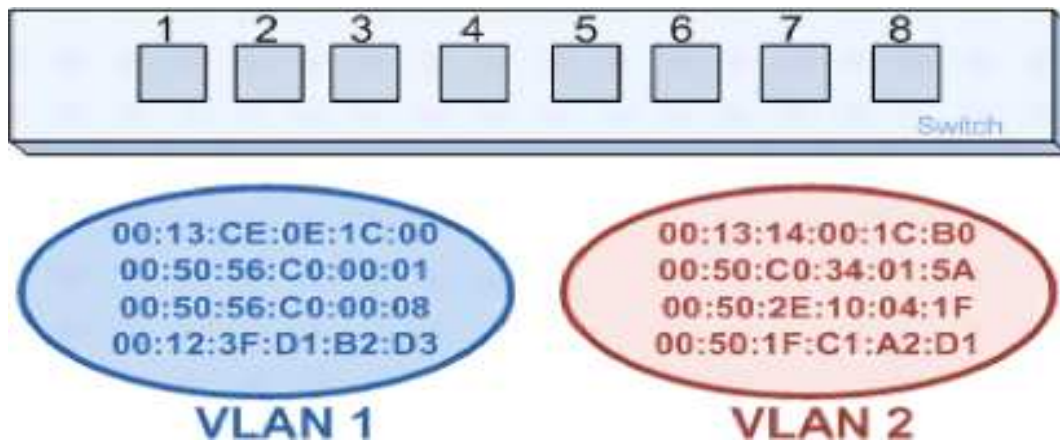 1 2 3 4 5 6 7 8
Switch
00:13:CE:0E:1C:00
00:50:56:C0:00:01
00:50:56:C0:00:08
00:12:3F:D1:B2:D3
VLAN 1
00:13:14:00:1C:B0
00:50:C0:34:01:5A
00:50:2E:10:04:1F
00:50:1F:C1:A2:D1
VLAN 2